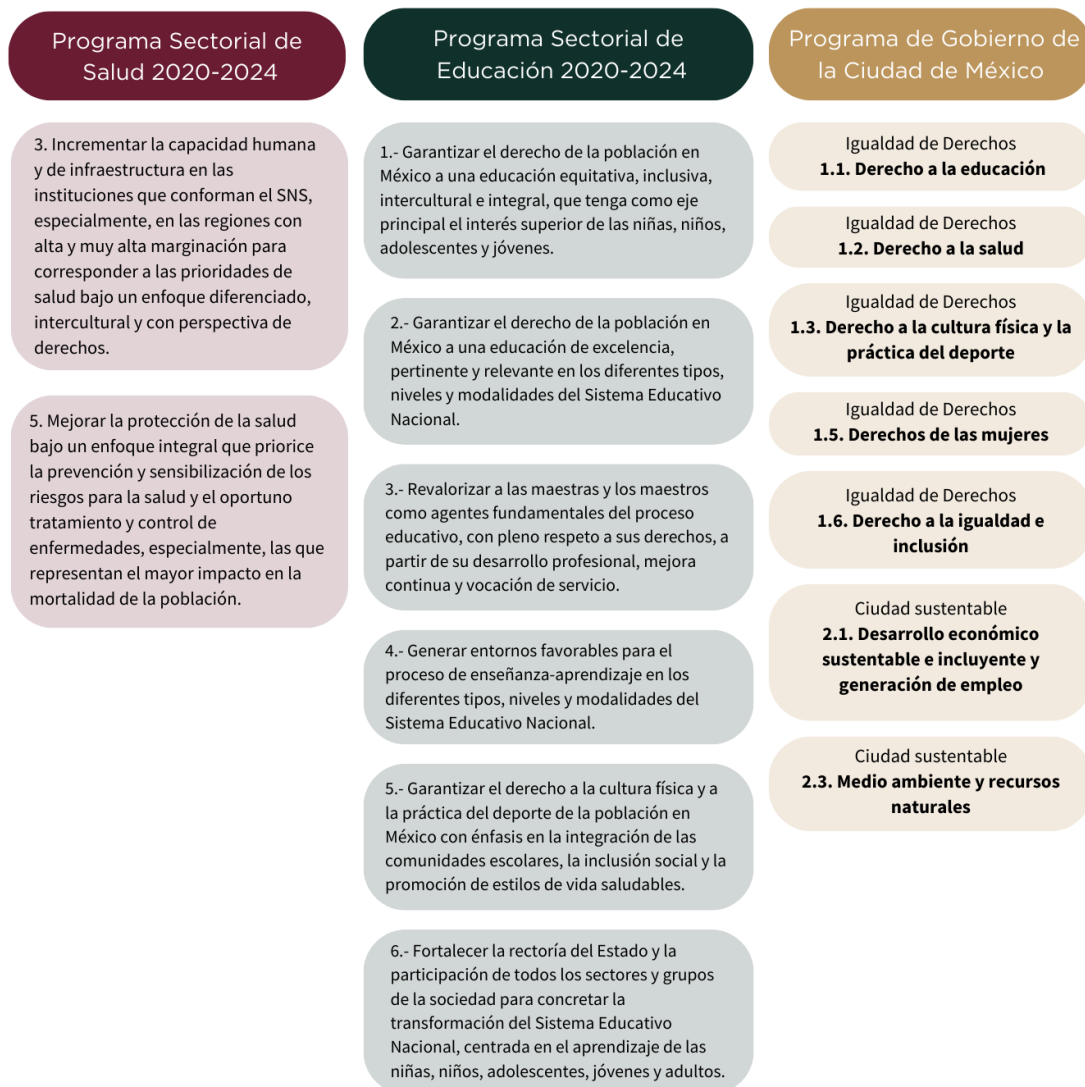 Programa Sectorial de
Salud 2020-2024
3. Incrementar la capacidad humana
y de infraestructura en las
instituciones que conforman el SNS,
especialmente, en las regiones con
alta y muy alta marginación para
corresponder a las prioridades de
salud bajo un enfoque diferenciado,
intercultural y con perspectiva de
derechos.
5. Mejorar la protección de la salud
bajo un enfoque integral que priorice
la prevención y sensibilización de los
riesgos para la salud y el oportuno
tratamiento y control de
enfermedades, especialmente, las que
representan el mayor impacto en la
mortalidad de la población.
Programa Sectorial de
Educación 2020-2024
1.- Garantizar el derecho de la población en
México a una educación equitativa, inclusiva,
intercultural e integral, que tenga como eje
principal el interés superior de las niñas, niños,
adolescentes y jóvenes.
2.- Garantizar el derecho de la población en
México a una educación de excelencia,
pertinente y relevante en los diferentes tipos,
niveles y modalidades del Sistema Educativo
Nacional.
3.- Revalorizar a las maestras y los maestros
como agentes fundamentales del proceso
educativo, con pleno respeto a sus derechos, a
partir de su desarrollo profesional, mejora
continua y vocación de servicio.
4.- Generar entornos favorables para el
proceso de enseñanza-aprendizaje en los
diferentes tipos, niveles y modalidades del
Sistema Educativo Nacional.
5.- Garantizar el derecho a la cultura física y a
la práctica del deporte de la población en
México con énfasis en la integración de las
comunidades escolares, la inclusión social y la
promoción de estilos de vida saludables.
6.- Fortalecer la rectoría del Estado y la
participación de todos los sectores y grupos
de la sociedad para concretar la
transformación del Sistema Educativo
Nacional, centrada en el aprendizaje de las
niñas, niños, adolescentes, jóvenes y adultos.
Programa de Gobierno de
la Ciudad de México
Igualdad de Derechos
1.1. Derecho a la educación
Igualdad de Derechos
1.2. Derecho a la salud
Igualdad de Derechos
1.3. Derecho a la cultura física y la
práctica del deporte
Igualdad de Derechos
1.5. Derechos de las mujeres
Igualdad de Derechos
1.6. Derecho a la igualdad e
inclusión
Ciudad sustentable
2.1. Desarrollo económico
sustentable e incluyente y
generación de empleo
Ciudad sustentable
2.3. Medio ambiente y recursos
naturales